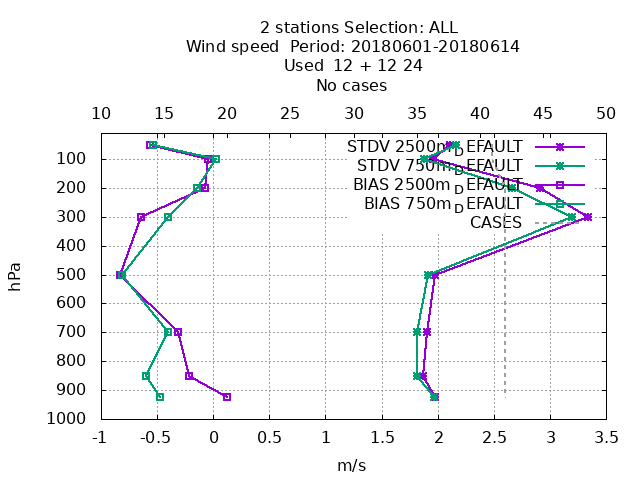 2 stations Selection: ALL
Wind speed  Period: 20180601-20180614
Used  12 + 12 24
No cases
10 15 20 25 30 35 40 45 50
STDV 2500m_DEFAULT
STDV 750m_DEFAULT
BIAS 2500m_DEFAULT
BIAS 750m_DEFAULT
CASES
100
200
300
400
500
600
700
800
900
1000
hPa
-1 -0.5 0 0.5 1 1.5 2 2.5 3 3.5
m/s